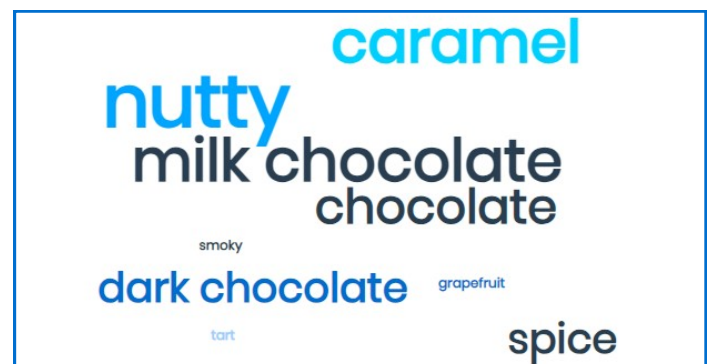 caramel
nutty
milk chocolate
chocolate
smoky
dark chocolate
grapefruit
tart
spice